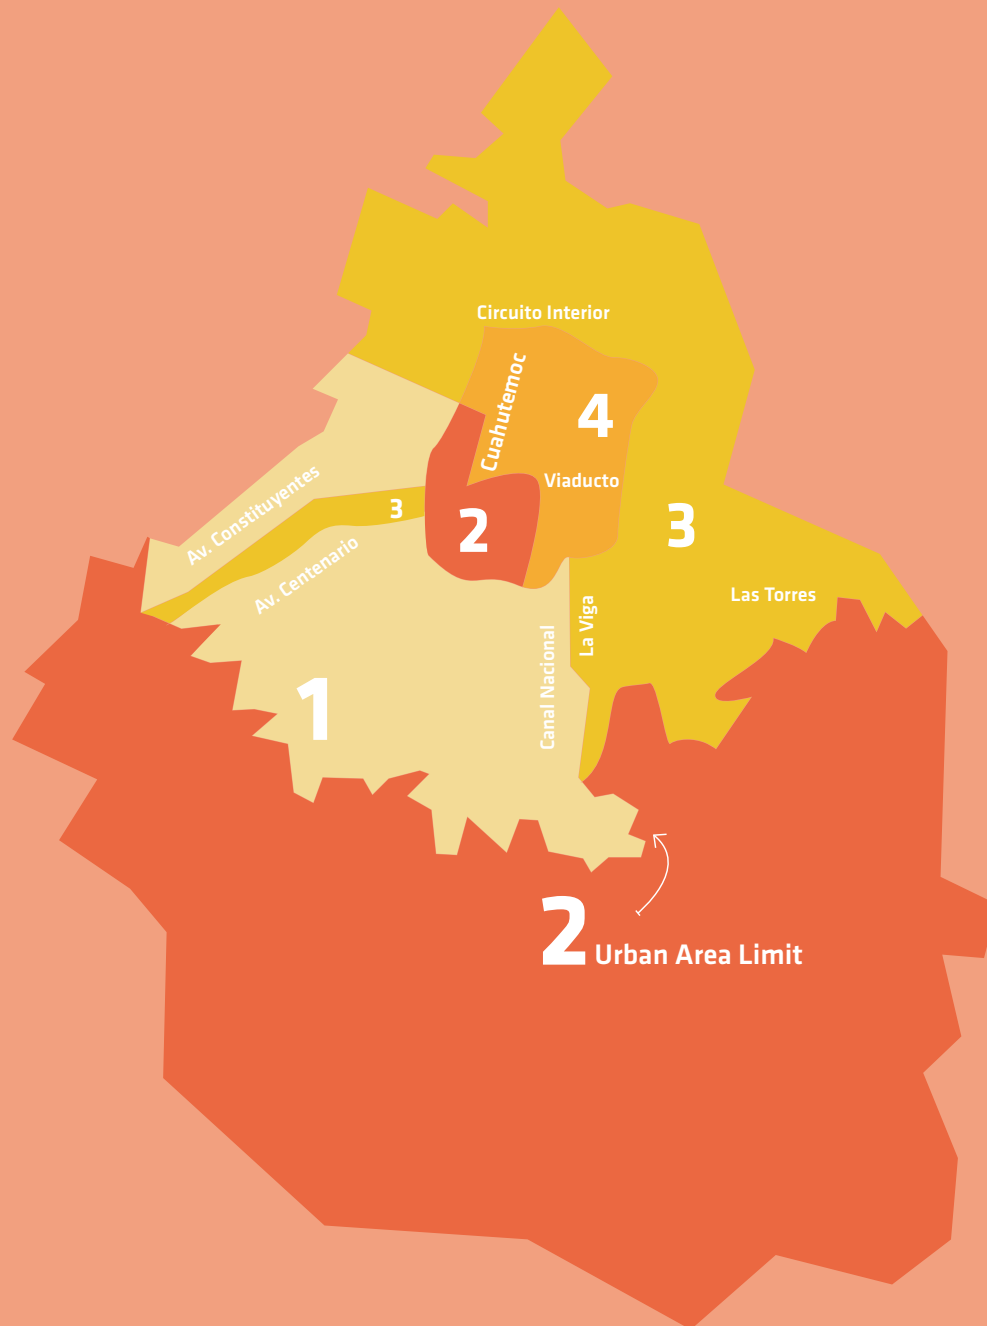 Circuito Interior
Cuahutemoc
4
Viaducto
Av. Constituyentes
3
2
3
Av. Centenario
Las Torres
La Viga
Canal Nacional
1
2 Urban Area Limit